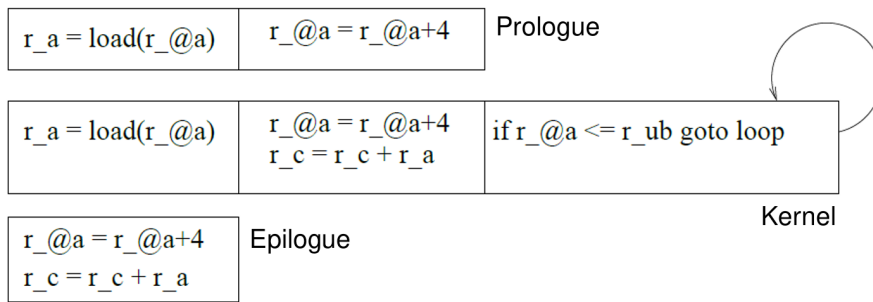 r_a = load(r_@a)
r_@a = r_@a+4
Prologue
r_a = load(r_@a)
r_@a = r_@a+4
r_c = r_c + r_a
if r_@a <= r_ub goto loop
Kernel
r_@a = r_@a+4
r_c = r_c + r_a
Epilogue